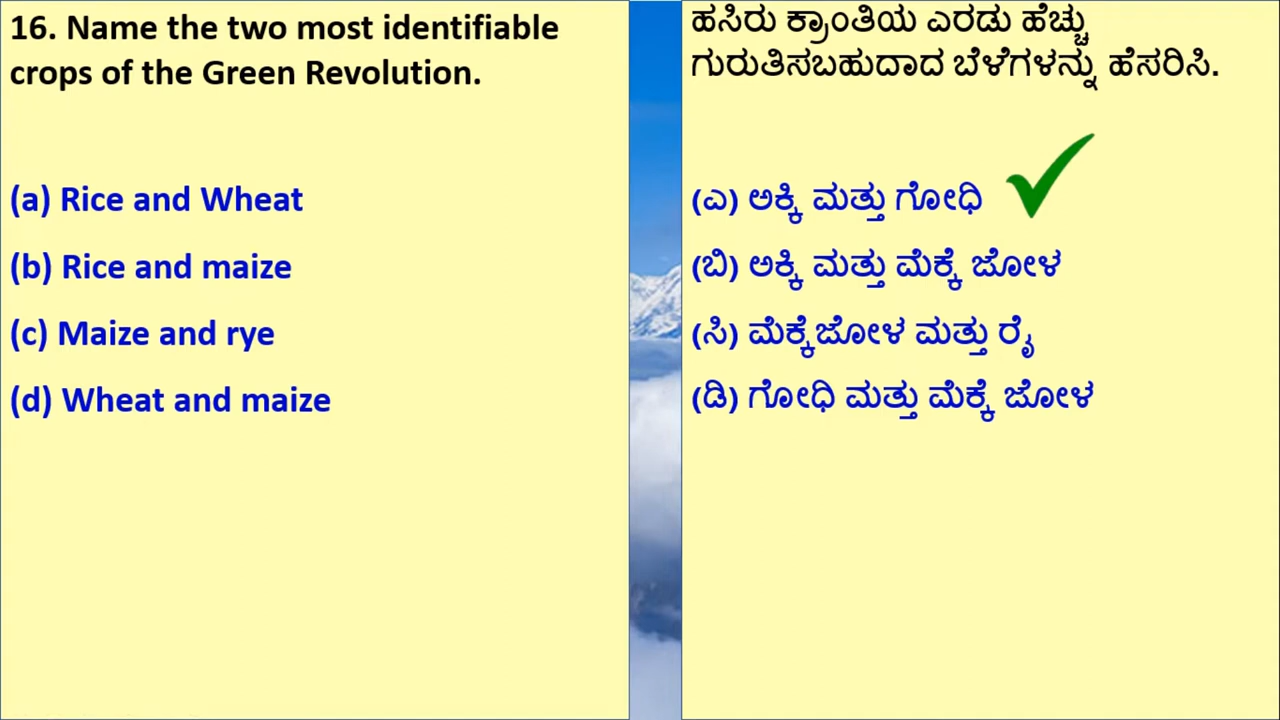 16. Name the two most identifiable
crops of the Green Revolution.
(a) Rice and Wheat
(b) Rice and maize
(c) Maize and rye
(d) Wheat and maize
ಹಸಿರು ಕ್ರಾಂತಿಯ ಎರಡು ಹೆಚ್ಚು
ಗುರುತಿಸಬಹುದಾದ ಬೆಳೆಗಳನ್ನು ಹೆಸರಿಸಿ.
(ಎ) ಅಕ್ಕಿ ಮತ್ತು ಗೋಧಿ
(ಬಿ) ಅಕ್ಕಿ ಮತ್ತು ಮೆಕ್ಕೆ ಜೋಳ
(ಸಿ) ಮೆಕ್ಕೆಜೋಳ ಮತ್ತು ರೈ
(ಡಿ) ಗೋಧಿ ಮತ್ತು ಮೆಕ್ಕೆ ಜೋಳ